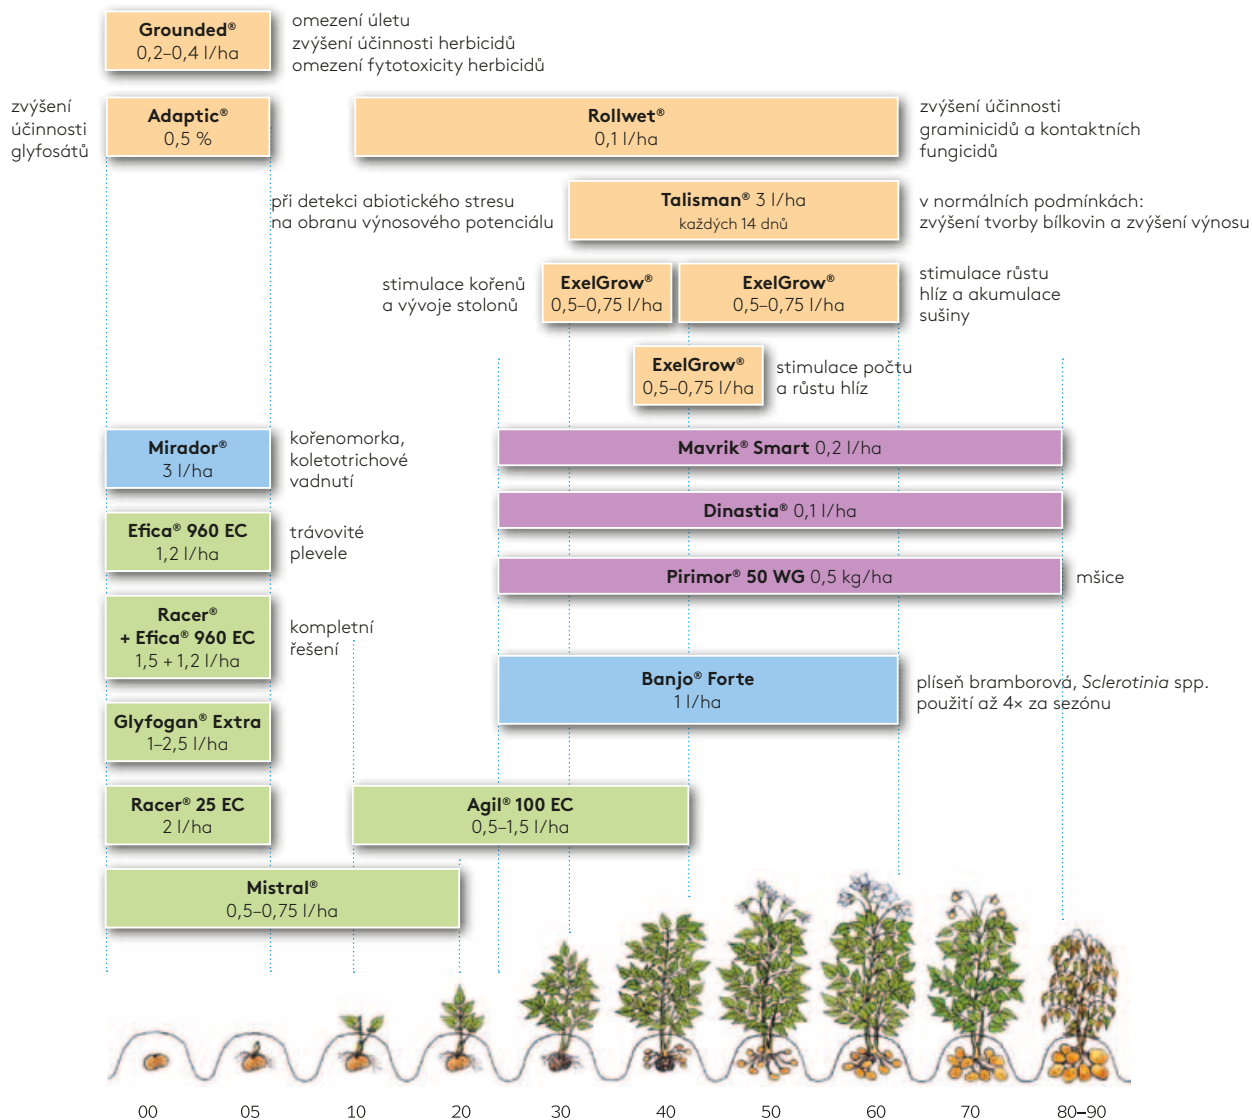 Grounded®
0,2–0,4 l/ha
omezení úletu
zvýšení účinnosti herbicidů
omezení fytotoxicity herbicidů
zvýšení
účinnosti
glyfosátů
Adaptic®
0,5 %
Rollwet®
0,1 l/ha
zvýšení účinnosti
graminicidů a kontaktních
fungicidů
při detekci abiotického stresu
na obranu výnosového potenciálu
Talisman® 3 l/ha
každých 14 dnů
v normálních podmínkách:
zvýšení tvorby bílkovin a zvýšení výnosu
stimulace kořenů
a vývoje stolonů
ExelGrow®
0,5–0,75 l/ha
ExelGrow®
0,5–0,75 l/ha
stimulace růstu
hlíz a akumulace
sušiny
ExelGrow®
0,5–0,75 l/ha
stimulace počtu
a růstu hlíz
Mirador®
3 l/ha
kořenomorka,
koletotrichové
vadnutí
Mavrik® Smart 0,2 l/ha
Efica® 960 EC
1,2 l/ha
trávovité
plevele
Dinastia® 0,1 l/ha
Pirimor® 50 WG 0,5 kg/ha
mšice
Racer®
+ Efica® 960 EC
1,5 + 1,2 l/ha
kompletní
řešení
Banjo® Forte
1 l/ha
plíseň bramborová, Sclerotinia spp.
použití až 4× za sezónu
Glyfogan® Extra
1–2,5 l/ha
Racer® 25 EC
2 l/ha
Agil® 100 EC
0,5–1,5 l/ha
Mistral®
0,5–0,75 l/ha
00 05 10 20 30 40 50 60 70 80–90